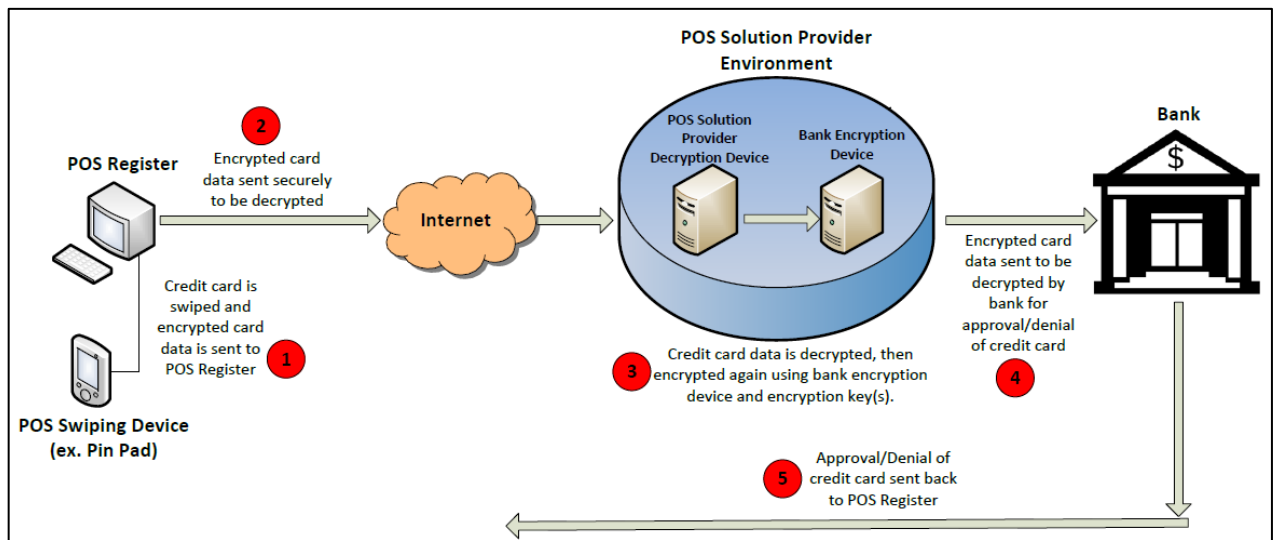 POS Solution Provider
Environment
POS Solution
Provider
Decryption Device
Bank Encryption
Device
Bank
$
2
Encrypted card
data sent securely
to be decrypted
POS Register
Internet
Credit card is
swiped and
encrypted card
data is sent to
POS Register
1
POS Swiping Device
(ex. Pin Pad)
3
Credit card data is decrypted, then
encrypted again using bank encryption
device and encryption key(s).
Encrypted card
data sent to be
decrypted by
bank for
approval/denial
of credit card
4
5
Approval/Denial of
credit card sent back
to POS Register